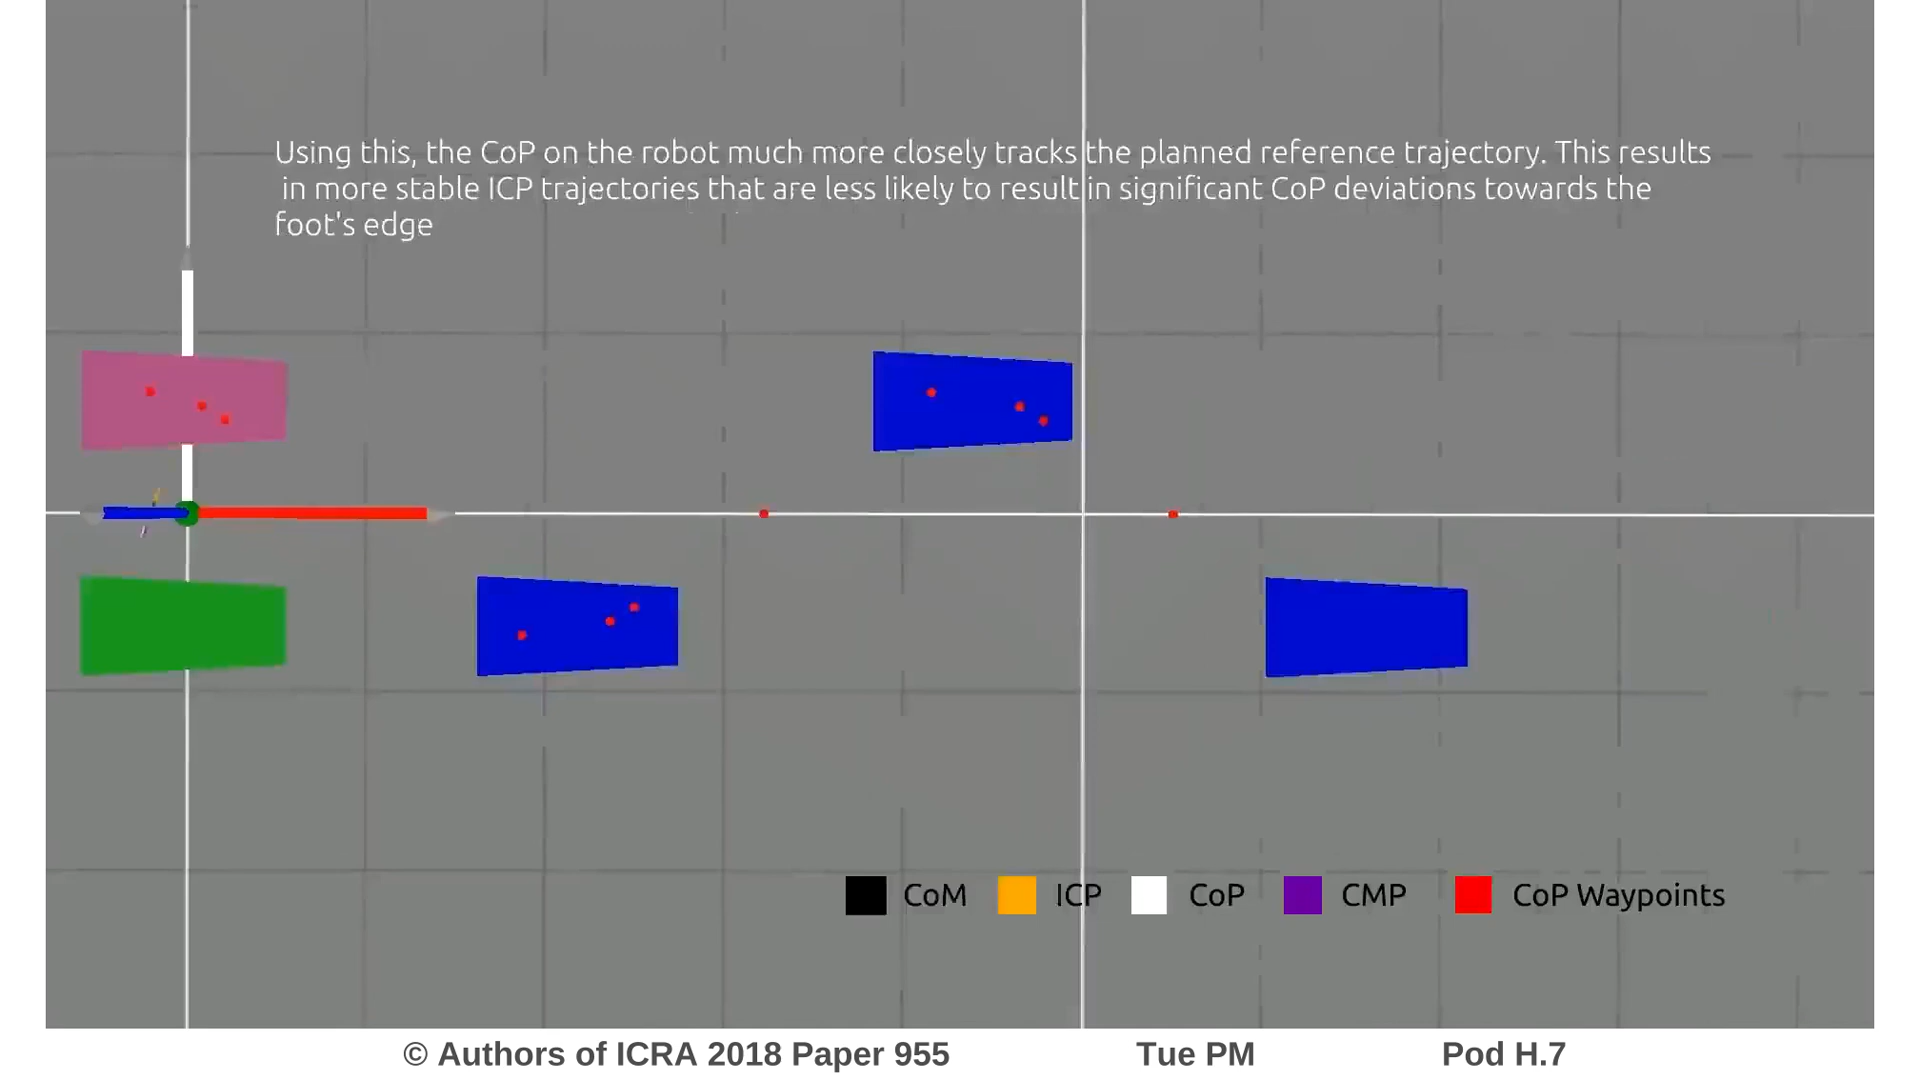 Using this, the CoP on the robot much more closely tracks the planned reference trajectory. This results
in more stable ICP trajectories that are less likely to result in significant CoP deviations towards the
foot's edge
CoM ICP CoP CMP CoP Waypoints
© Authors of ICRA 2018 Paper 955 Tue PM Pod H.7